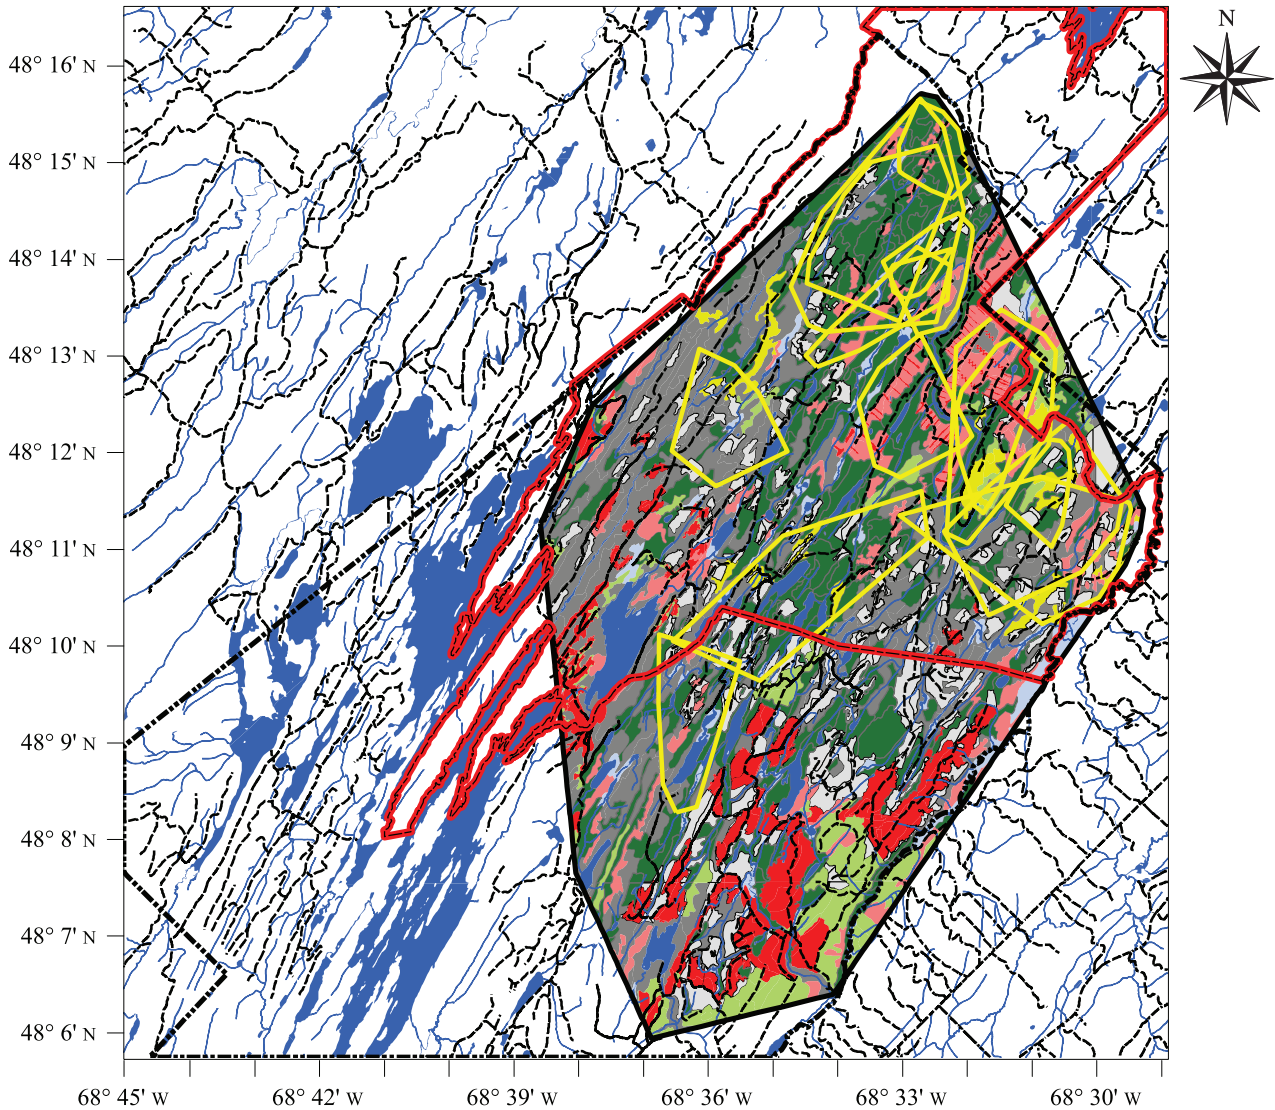 N
48° 16' N
48° 15' N
48° 14' N
48° 13' N
48° 12' N
48° 11' N
48° 10' N
48° 9' N
48° 8' N
48° 7' N
48° 6' N
68° 45' W 68° 42' W 68° 39' W 68° 36' W 68° 33' W 68° 30' W